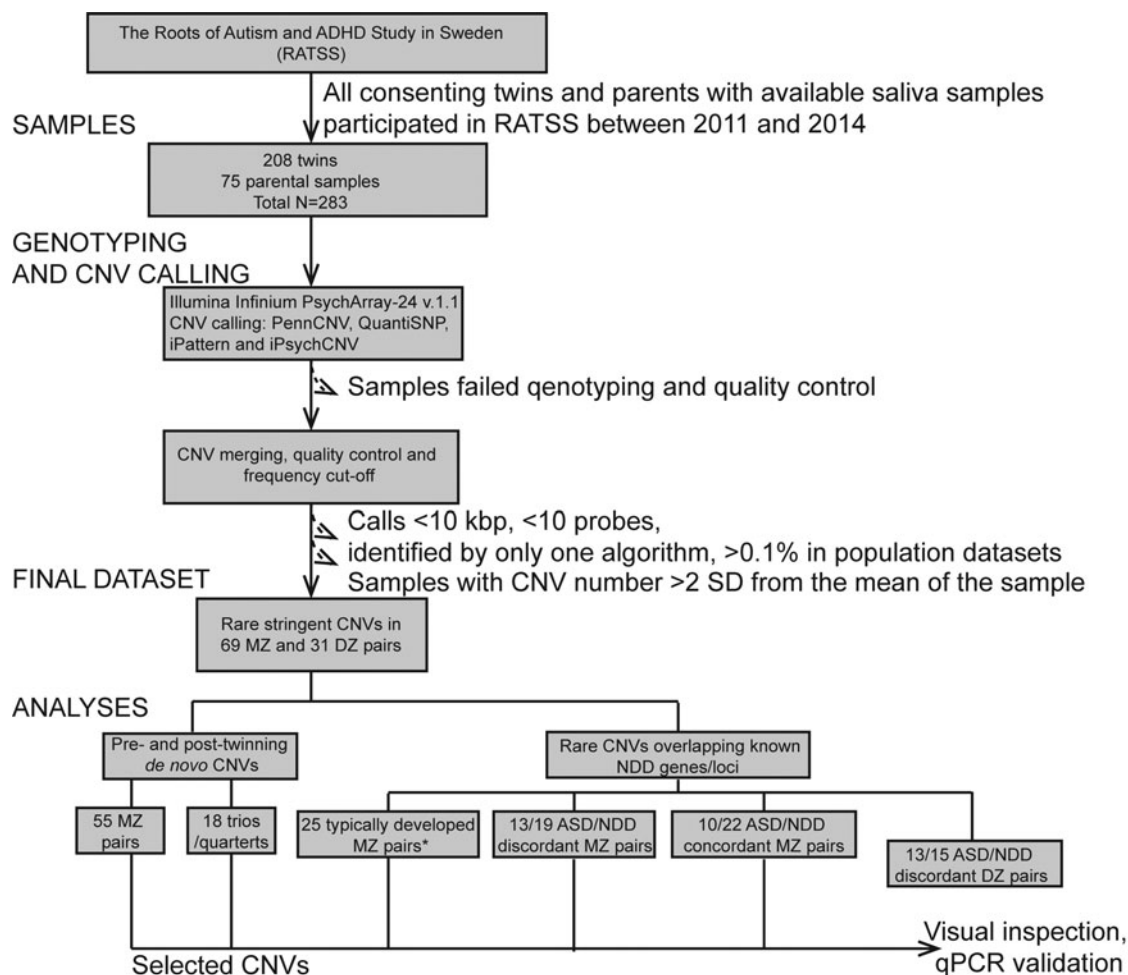 The Roots of Autism and ADHD Study in Sweden
(RATSS)
All consenting twins and parents with available saliva samples
participated in RATSS between 2011 and 2014
SAMPLES
208 twins
75 parental samples
Total N=283
GENOTYPING
AND CNV CALLING
Illumina Infinium PsychArray-24 v.1.1
CNV calling: PennCNV, QuantiSNP,
iPattern and iPsychCNV
Samples failed qenotyping and quality control
CNV merging, quality control and
frequency cut-off
Calls <10 kbp, <10 probes,
identified by only one algorithm, >0.1% in population datasets
Samples with CNV number >2 SD from the mean of the sample
FINAL DATASET
Rare stringent CNVs in
69 MZ and 31 DZ pairs
ANALYSES
Pre- and post-twinning
de novo CNVs
Rare CNVs overlapping known
NDD genes/loci
55 MZ
pairs
18 trios
/quarterts
25 typically developed
MZ pairs*
13/19 ASD/NDD
discordant MZ pairs
10/22 ASD/NDD
concordant MZ pairs
13/15 ASD/NDD
discordant DZ pairs
Selected CNVs
Visual inspection,
qPCR validation